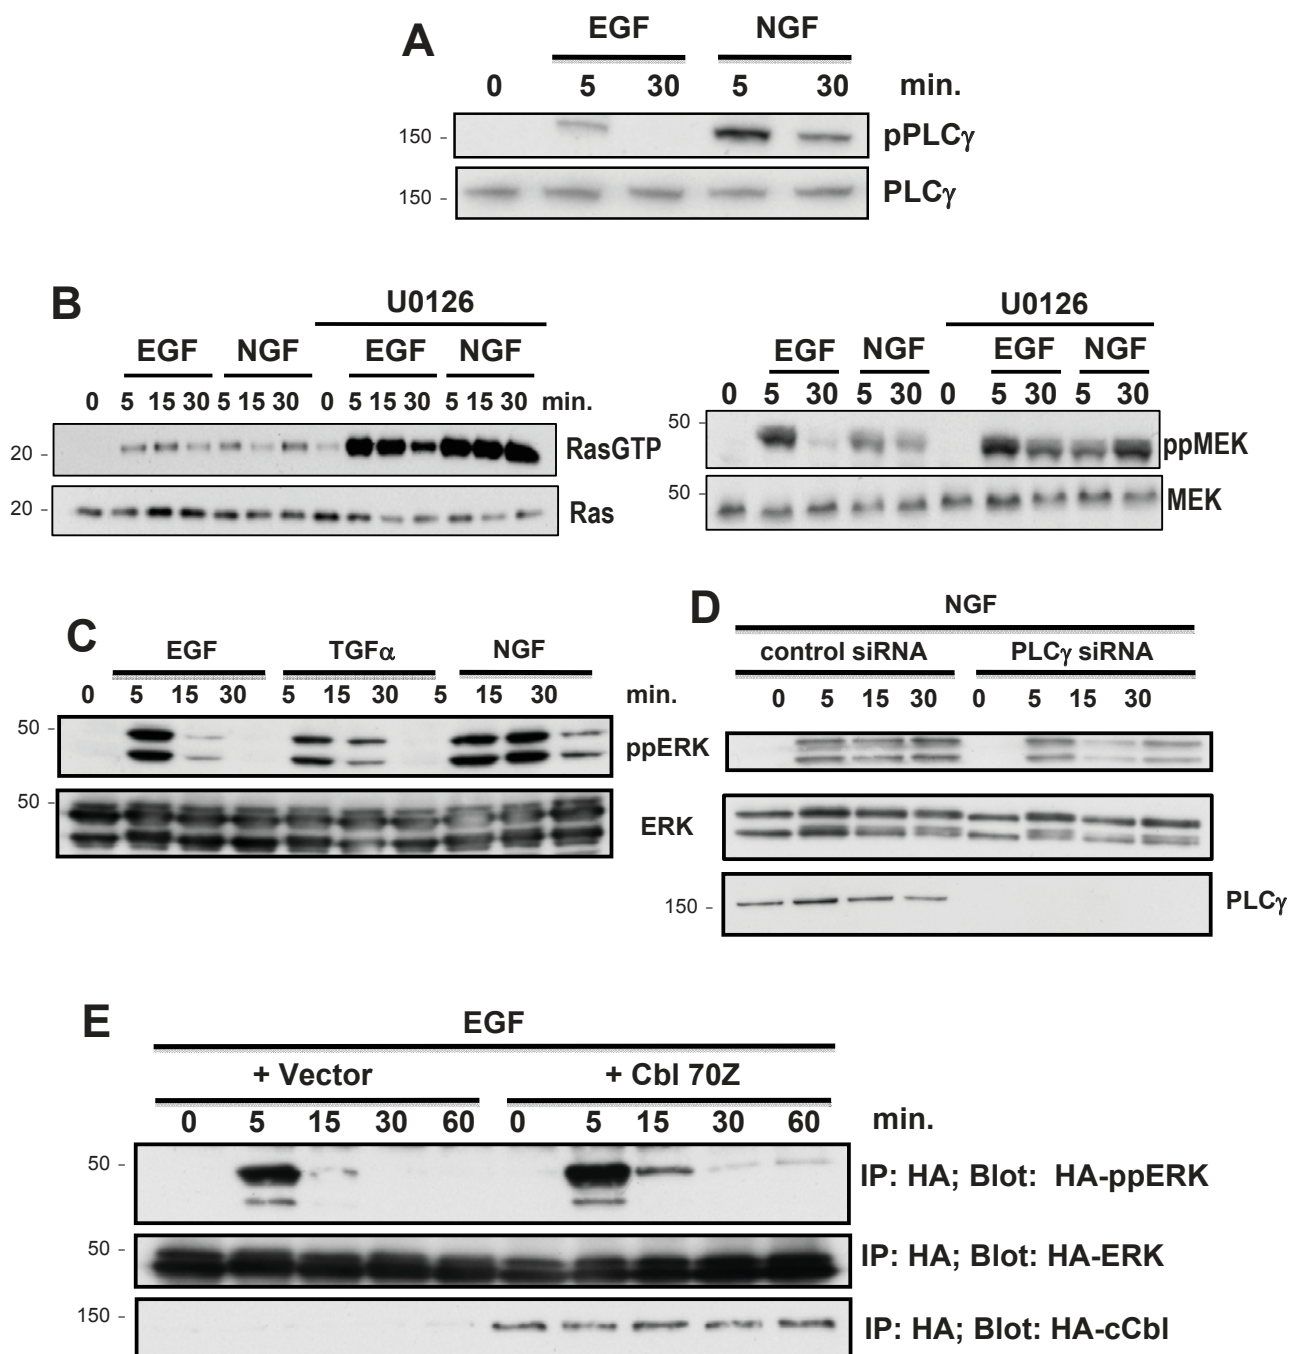 A
EGF NGF
0 5 30 5 30 min.
150 - pPLCγ
150 - PLCγ
B
U0126
EGF NGF EGF NGF
0 5 15 30 5 15 30 0 5 15 30 5 15 30 min.
20 - RasGTP
20 - Ras
U0126
EGF NGF EGF NGF
0 5 30 5 30 0 5 30 5 30
50 - ppMEK
50 - MEK
C
EGF TGFα NGF
0 5 15 30 5 15 30 5 15 30 min.
50 - ppERK
50 - ERK
D
NGF
control siRNA PLCγ siRNA
0 5 15 30 0 5 15 30
150 - PLCγ
E
EGF
+ Vector + Cbl 70Z
0 5 15 30 60 0 5 15 30 60 min.
50 - IP: HA; Blot: HA-ppERK
50 - IP: HA; Blot: HA-ERK
150 - IP: HA; Blot: HA-cCbl